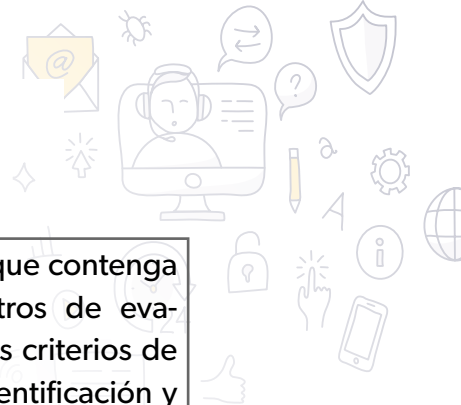 que contenga
tros de eva-
s criterios de
entificación y
@
?
a
A
i